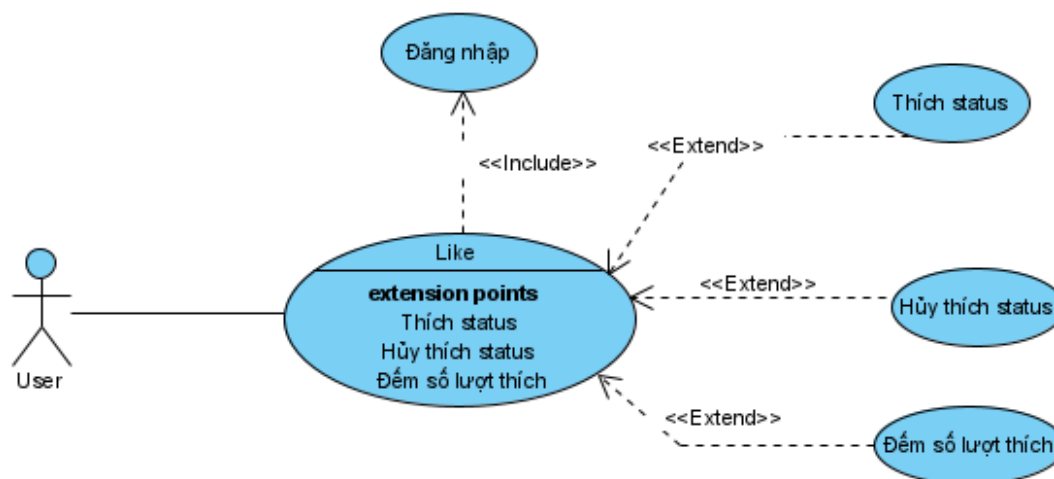 Đăng nhập
Thích status
<<Extend>>
<<Include>>
Like
extension points
Thích status
Hủy thích status
Đếm số lượt thích
<<Extend>>
Hủy thích status
User
<<Extend>>
Đếm số lượt thích